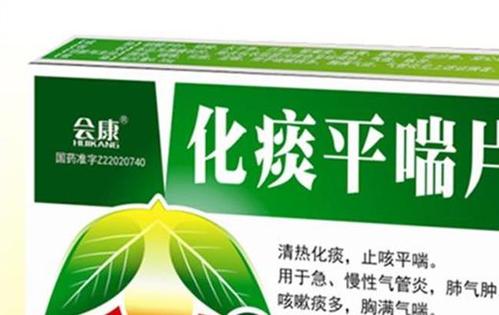 会康®
HUIKANG
国药准字Z22020740
化痰平喘片
清热化痰，止咳平喘。
用于急、慢性气管炎，肺气肿
咳嗽痰多，胸满气喘。